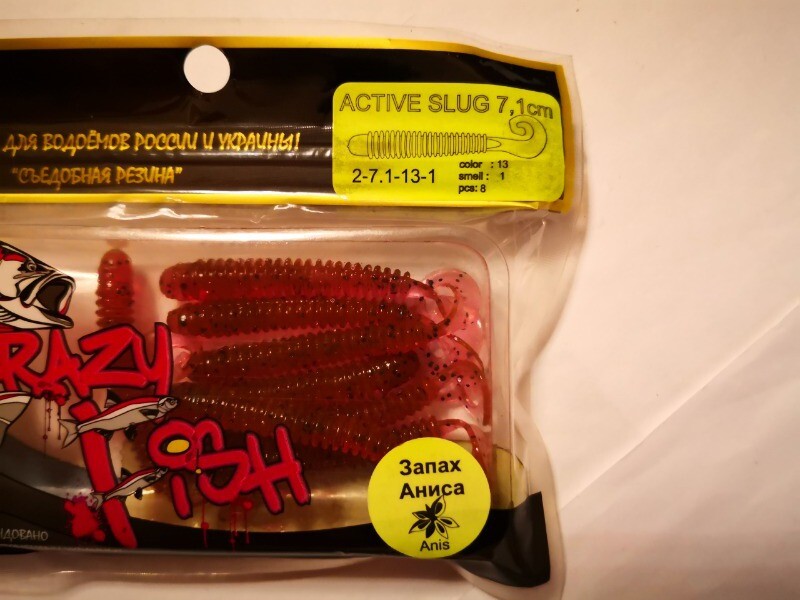 ACTIVE SLUG 7,1cm
ДЛЯ ВОДОЁМОВ РОССИИ И УКРАИНЫ!
"СЪЕДОБНАЯ РЕЗИНА"
2-7.1-13-1
color : 13
smell : 1
pcs: 8
RAZY
FISH
Запах
Аниса
Anis